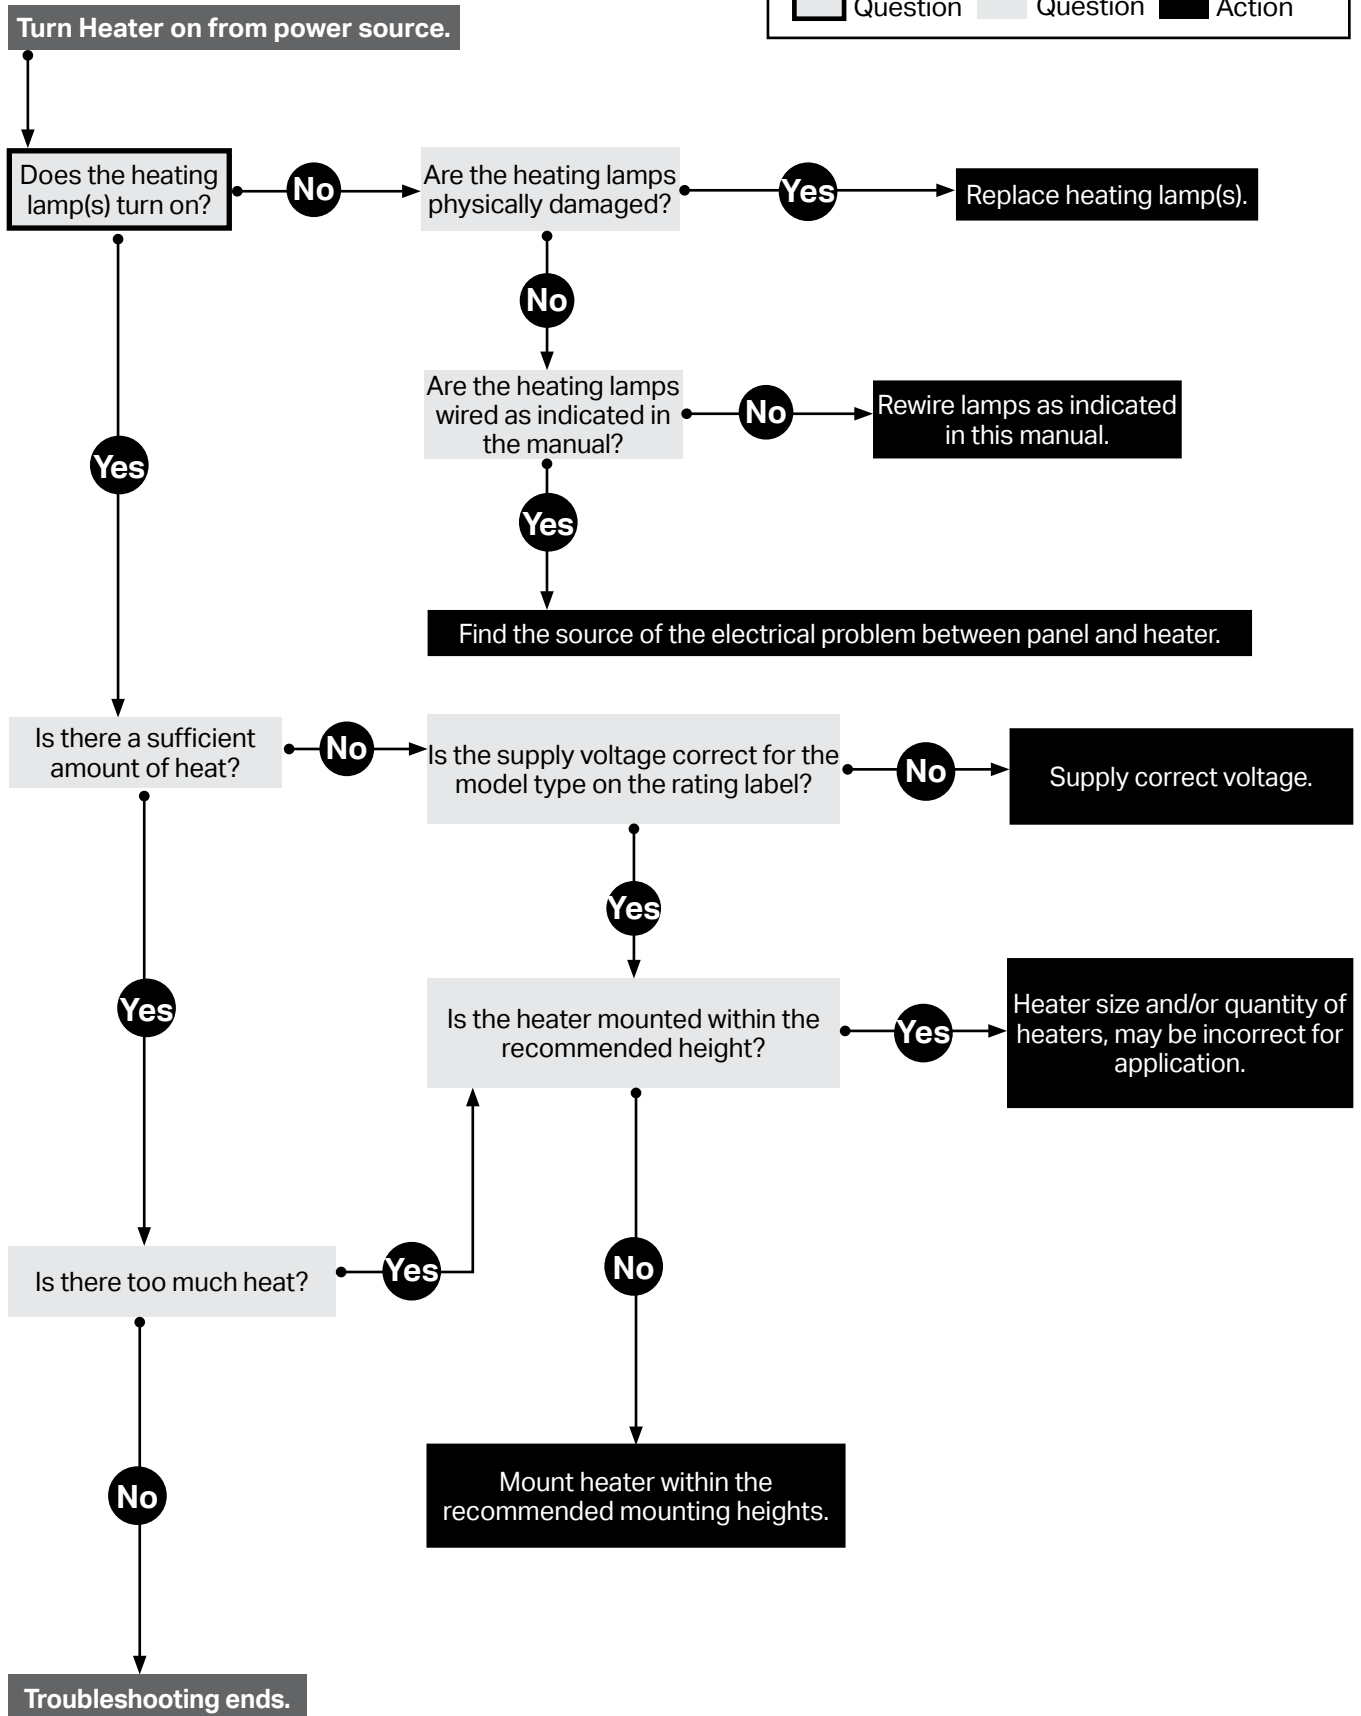 Question
Question
Action
Turn Heater on from power source.
Does the heating
lamp(s) turn on?
No
Are the heating lamps
physically damaged?
Yes
Replace heating lamp(s).
No
Are the heating lamps
wired as indicated in
the manual?
No
Rewire lamps as indicated
in this manual.
Yes
Yes
Find the source of the electrical problem between panel and heater.
Is there a sufficient
amount of heat?
No
Is the supply voltage correct for the
model type on the rating label?
No
Supply correct voltage.
Yes
Yes
Is the heater mounted within the
recommended height?
Yes
Heater size and/or quantity of
heaters, may be incorrect for
application.
Is there too much heat?
Yes
No
No
Mount heater within the
recommended mounting heights.
Troubleshooting ends.